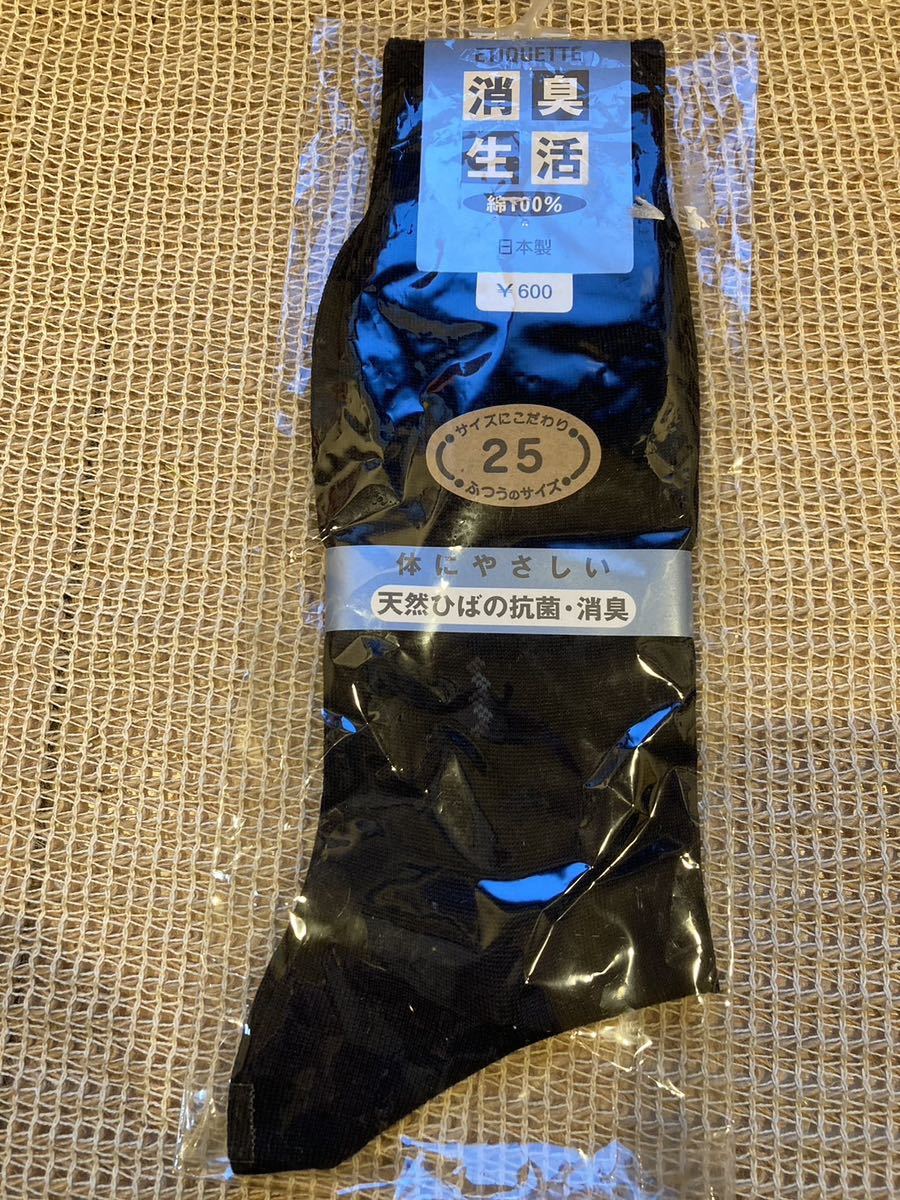 ETIQUETTE
消臭
生活
綿100%
日本製
¥600
サイズにこだわり
25
ふつうのサイズ
体にやさしい
天然ひばの抗菌・消臭